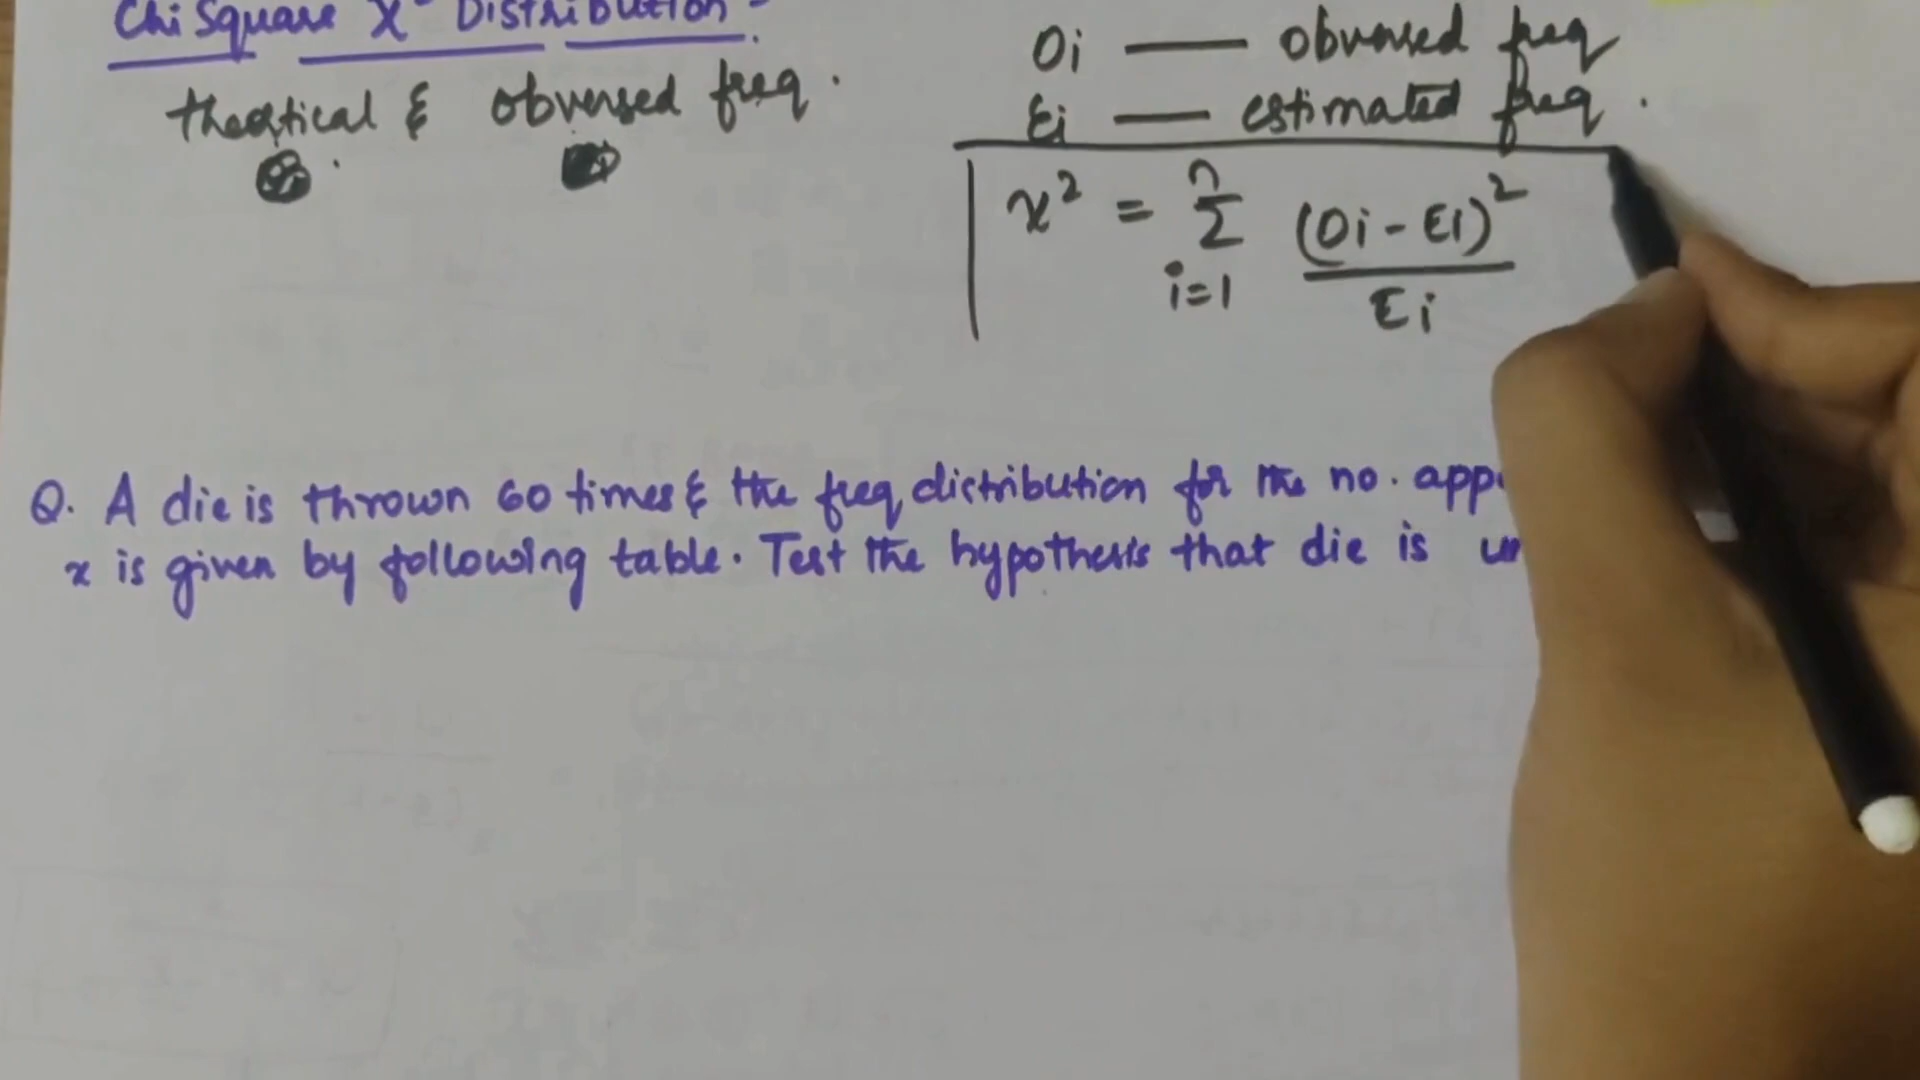 Chi Square χ² Distribution -
theortical & obversed freq.
Oi — obversed freq
Ei — estimated freq.
x² = n Σ i=1 (Oi - Ei)² / Ei
Q. A die is thrown 60 times & the freq distribution for the no. app
x is given by following table. Test the hypothesis that die is un